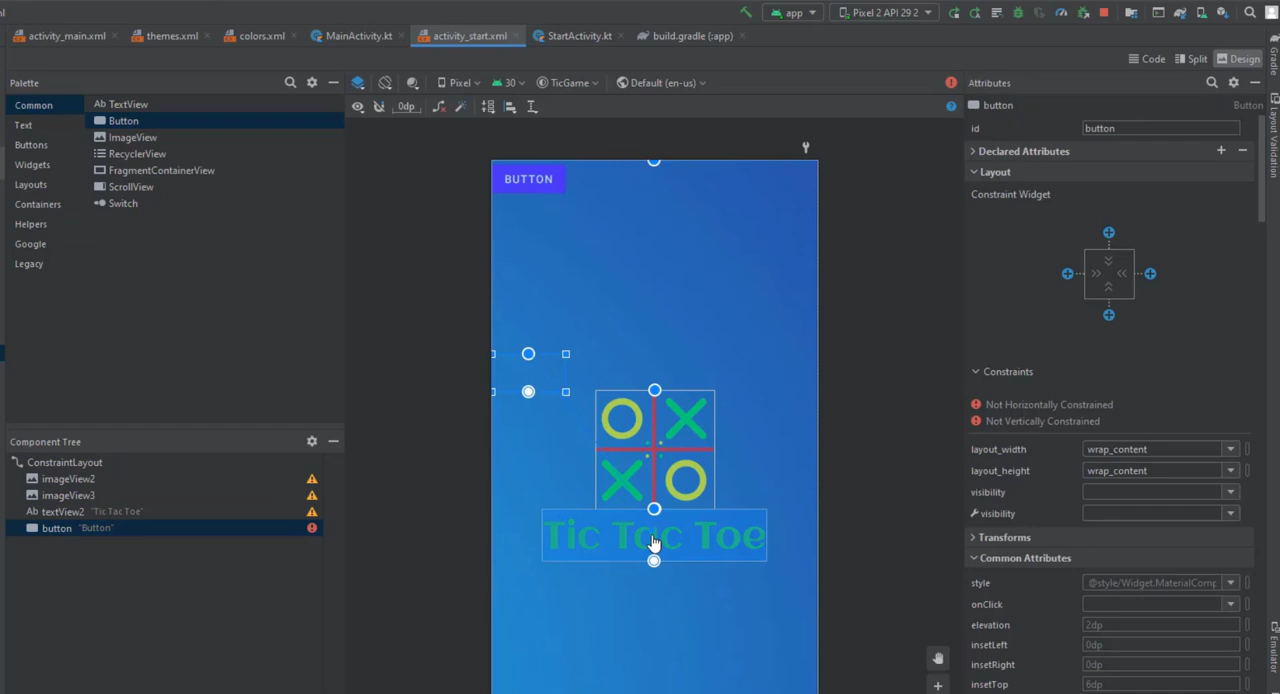 app
Pixel 2 API 29 2
activity_main.xml
themes.xml
colors.xml
MainActivity.kt
activity_start.xml
StartActivity.kt
build.gradle (:app)
Code
Split
Design
Palette
Pixel
30
TicGame
Default (en-us)
Attributes
0dp
Common
Text
Buttons
Widgets
Layouts
Containers
Helpers
Google
Legacy
Ab TextView
Button
ImageView
RecyclerView
FragmentContainerView
ScrollView
Switch
BUTTON
Tic Tac Toe
Component Tree
ConstraintLayout
imageView2
imageView3
Ab textView2 "Tic Tac Toe"
button "Button"
button
Button
id
button
Declared Attributes
Layout
Constraint Widget
Constraints
Not Horizontally Constrained
Not Vertically Constrained
layout_width
wrap_content
layout_height
wrap_content
visibility
visibility
Transforms
Common Attributes
style
@style/Widget.MaterialComp
onClick
elevation
2dp
insetLeft
0dp
insetRight
0dp
insetTop
6dp
Gradle
Layout Validation
Emulator